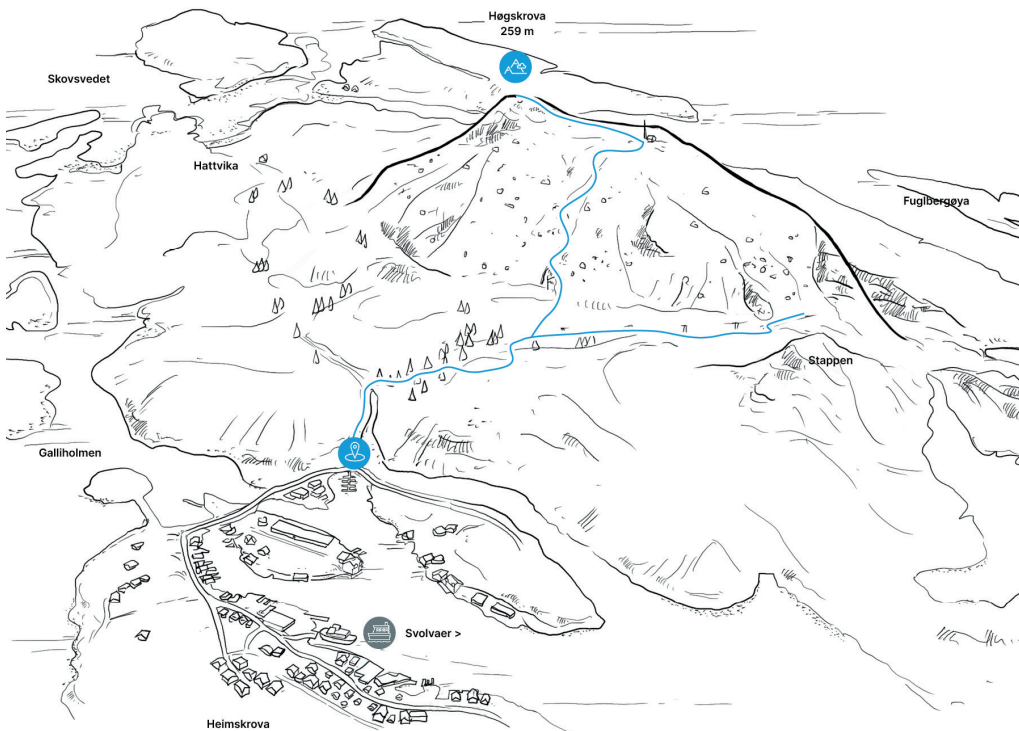 Høgskrova
259 m
Skovsvedet
Hattvika
Fuglbergøya
Stappen
Galliholmen
Svolvaer >
Heimskrova